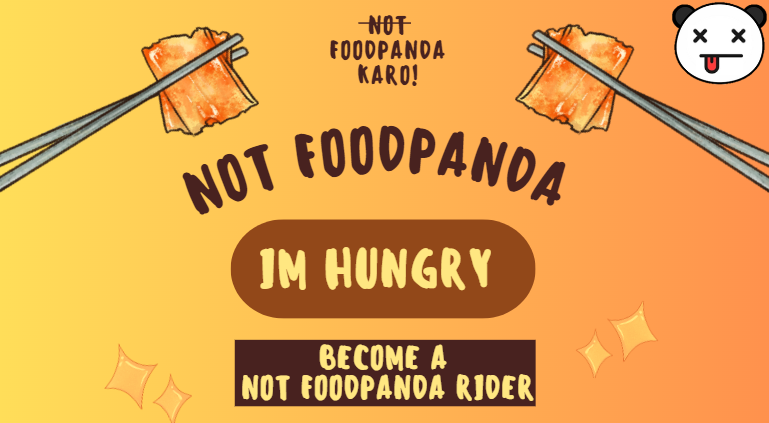 NOT
FOODPANDA
KARO!
NOT FOODPANDA
IM HUNGRY
BECOME A
NOT FOODPANDA RIDER